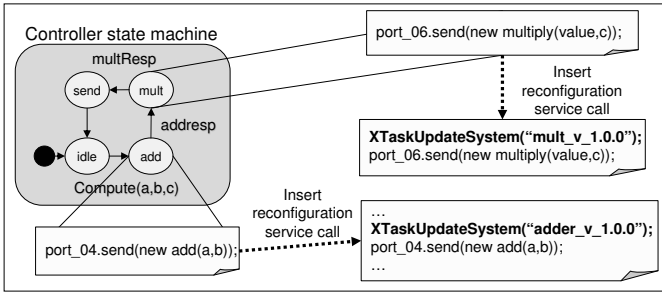 Controller state machine
multResp
send
mult
addresp
idle
add
Compute(a,b,c)
port_06.send(new multiply(value,c));
Insert
reconfiguration
service call
XTaskUpdateSystem(“mult_v_1.0.0”);
port_06.send(new multiply(value,c));
port_04.send(new add(a,b));
Insert
reconfiguration
service call
...
XTaskUpdateSystem(“adder_v_1.0.0”);
port_04.send(new add(a,b));
...